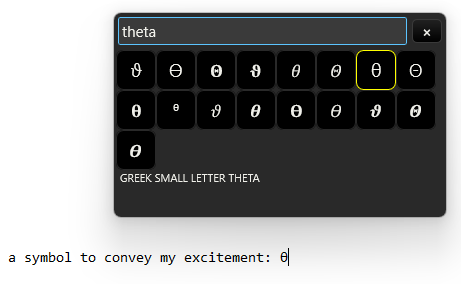 theta ×
ϑ ϴ 𝚯 𝛝 𝜃 𝛩 θ Θ
𝛉 ᶿ 𝜗 𝜽 𝝧 𝛳 𝝑 𝜣
𝞱
GREEK SMALL LETTER THETA
a symbol to convey my excitement: θ